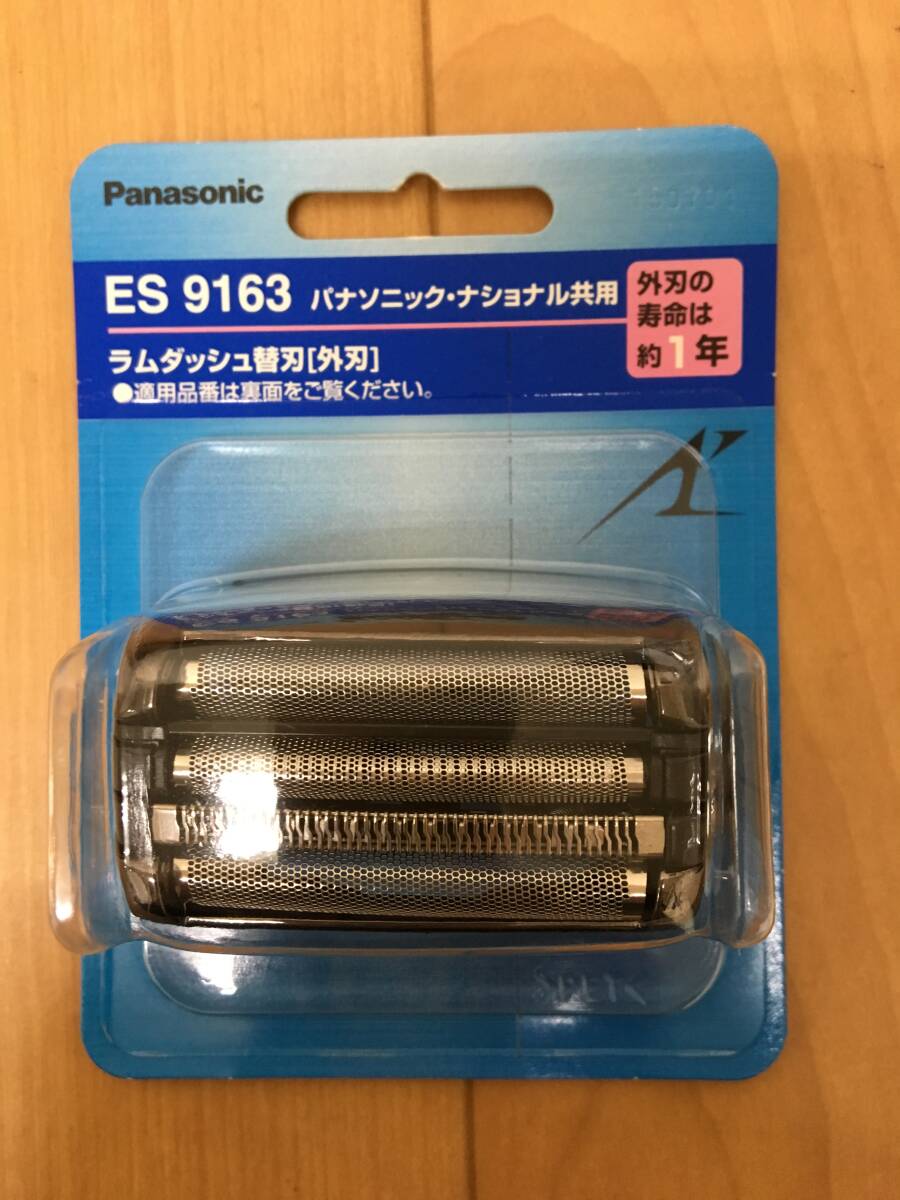 Panasonic
ES 9163 パナソニック・ナショナル共用
ラムダッシュ替刃[外刃]
●適用品番は裏面をご覧ください。
外刃の
寿命は
約1年